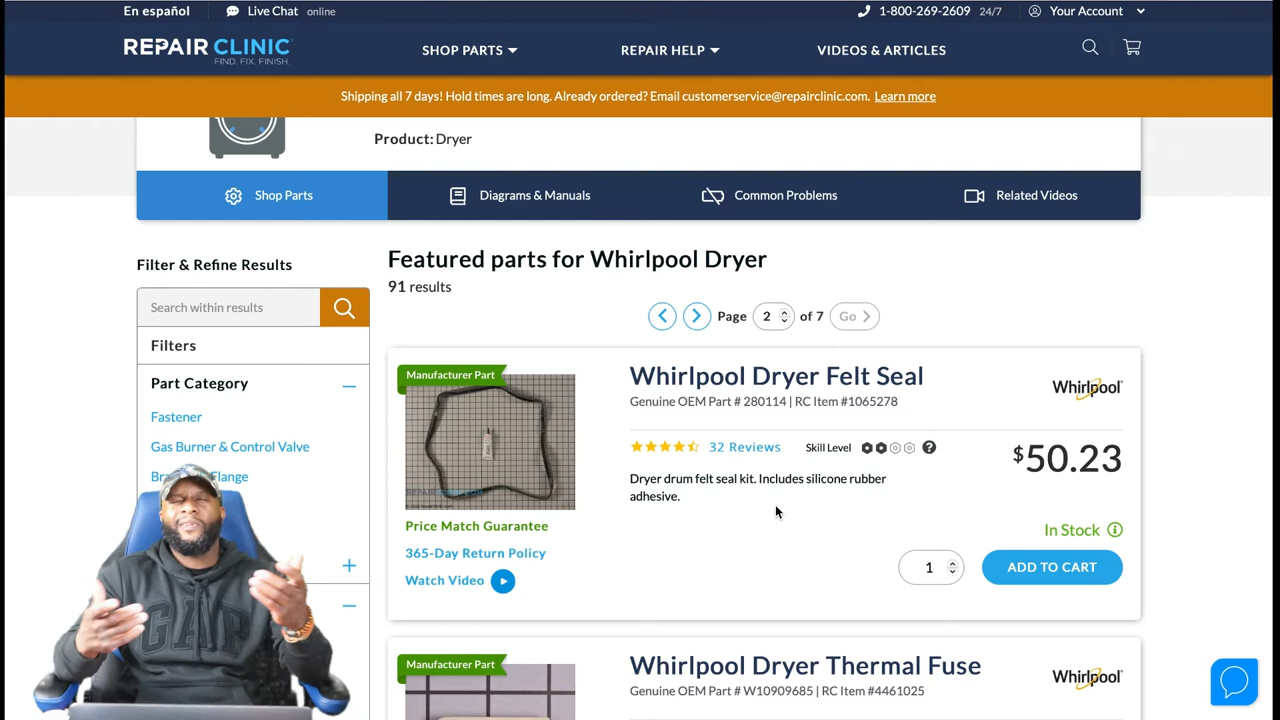 En español
Live Chat online
1-800-269-2609 24/7
Your Account
REPAIR CLINIC
FIND. FIX. FINISH.
SHOP PARTS
REPAIR HELP
VIDEOS & ARTICLES
Shipping all 7 days! Hold times are long. Already ordered? Email customerservice@repairclinic.com. Learn more
Product: Dryer
Shop Parts
Diagrams & Manuals
Common Problems
Related Videos
Filter & Refine Results
Search within results
Filters
Part Category
Fastener
Gas Burner & Control Valve
Featured parts for Whirlpool Dryer
91 results
Page 2 of 7 Go
Manufacturer Part
REPAIR CLINIC
Price Match Guarantee
365-Day Return Policy
Watch Video
Whirlpool Dryer Felt Seal
Genuine OEM Part # 280114 | RC Item #1065278
Whirlpool
32 Reviews Skill Level ?
$50.23
Dryer drum felt seal kit. Includes silicone rubber
adhesive.
In Stock
1
ADD TO CART
Manufacturer Part
Whirlpool Dryer Thermal Fuse
Genuine OEM Part # W10909685 | RC Item #4461025
Whirlpool
GAP